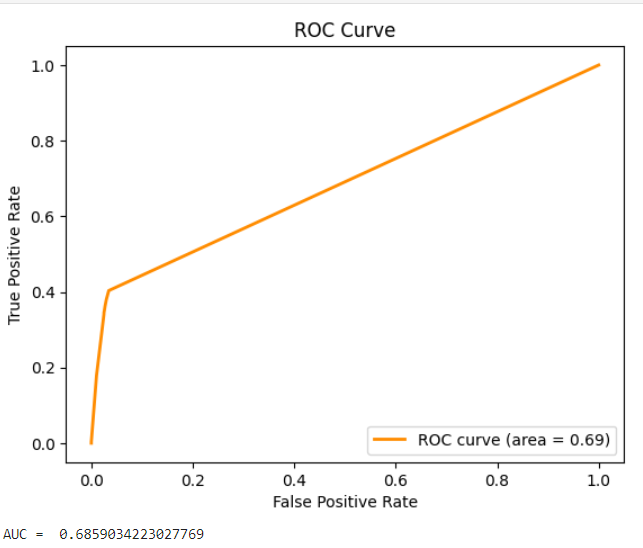 ROC Curve
1.0
0.8
0.6
0.4
0.2
0.0
True Positive Rate
ROC curve (area = 0.69)
0.0 0.2 0.4 0.6 0.8 1.0
False Positive Rate
AUC =  0.6859034223027769